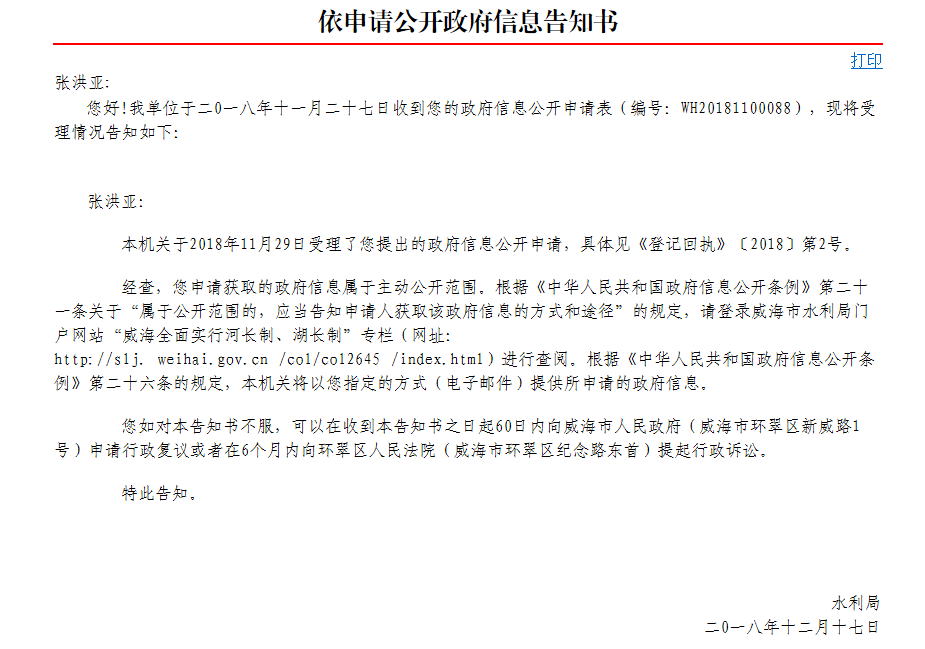 依申请公开政府信息告知书
打印
张洪亚:
您好!我单位于二0一八年十一月二十七日收到您的政府信息公开申请表（编号: WH20181100088），现将受
理情况告知如下:
张洪亚:
本机关于2018年11月29日受理了您提出的政府信息公开申请，具体见《登记回执》〔2018〕第2号。
经查，您申请获取的政府信息属于主动公开范围。根据《中华人民共和国政府信息公开条例》第二十
一条关于“属于公开范围的，应当告知申请人获取该政府信息的方式和途径”的规定，请登录威海市水利局门
户网站“威海全面实行河长制、湖长制”专栏（网址:
http://slj. weihai.gov.cn /col/col2645 /index.html）进行查阅。根据《中华人民共和国政府信息公开条
例》第二十六条的规定，本机关将以您指定的方式（电子邮件）提供所申请的政府信息。
您如对本告知书不服，可以在收到本告知书之日起60日内向威海市人民政府（威海市环翠区新威路1
号）申请行政复议或者在6个月内向环翠区人民法院（威海市环翠区纪念路东首）提起行政诉讼。
特此告知。
水利局
二0一八年十二月十七日